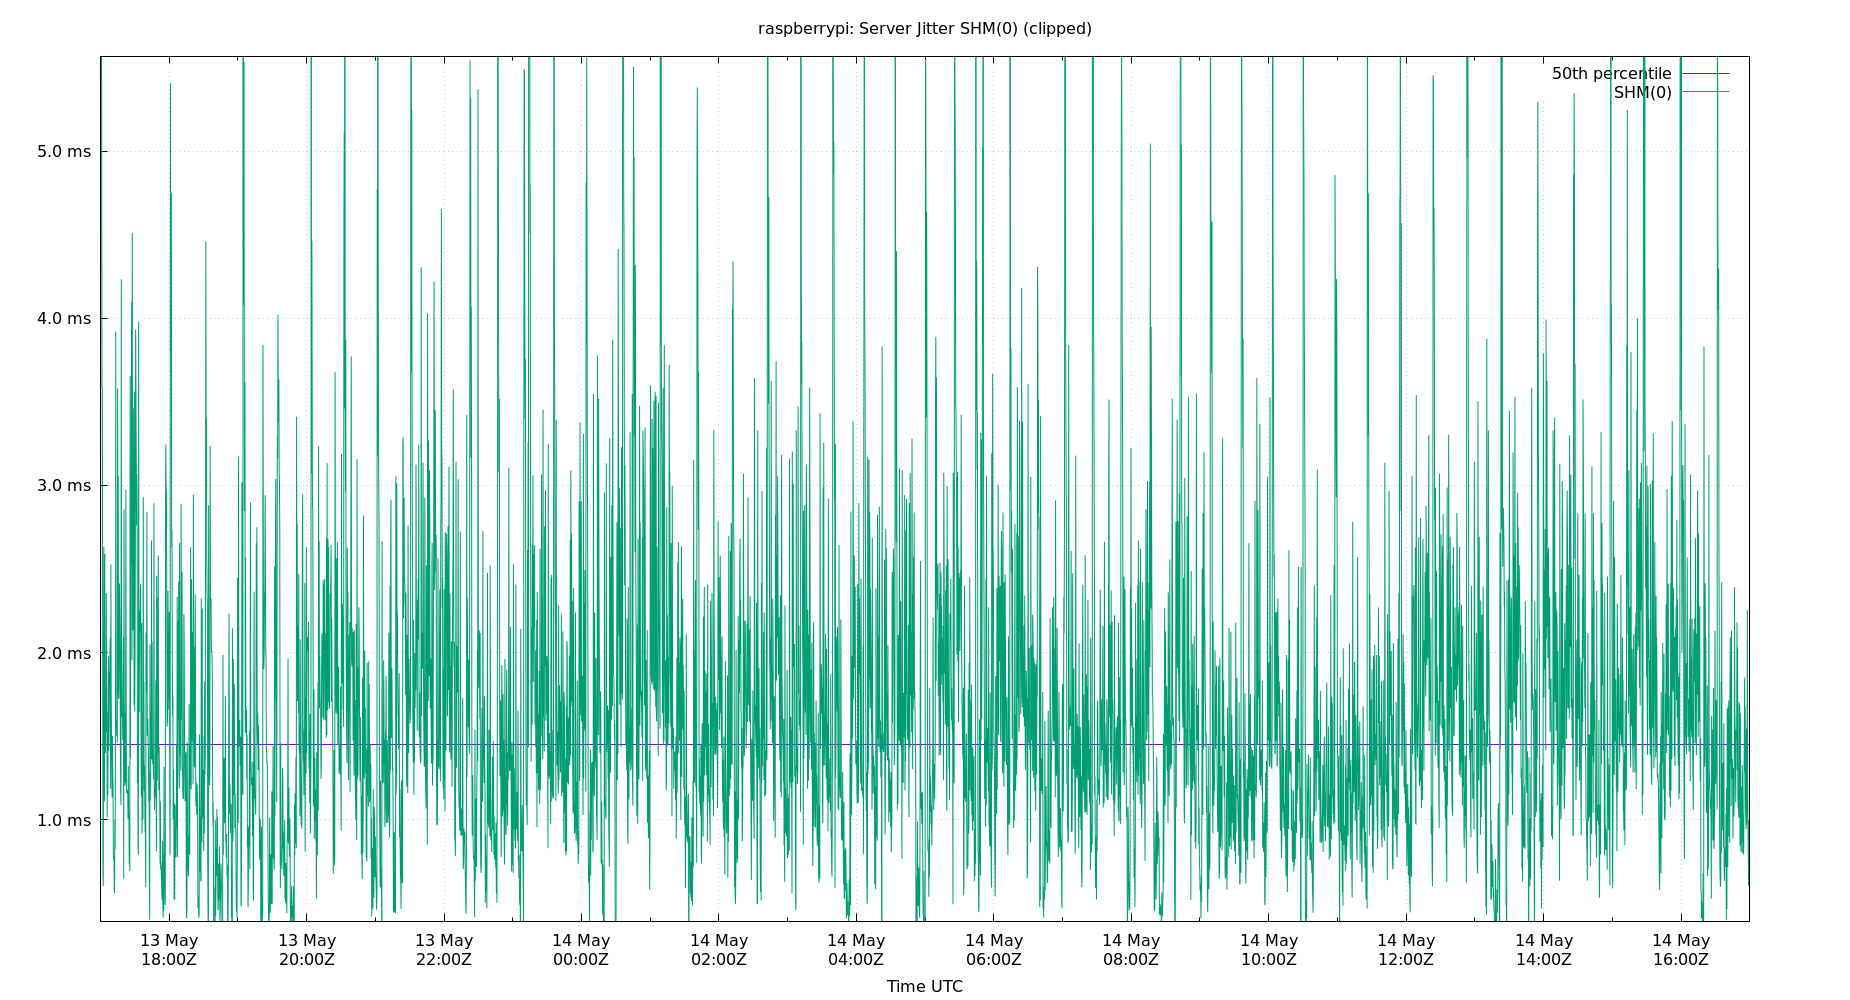 raspberrypi: Server Jitter SHM(0) (clipped)
50th percentile
SHM(0)
5.0 ms
4.0 ms
3.0 ms
2.0 ms
1.0 ms
13 May 13 May 13 May 14 May 14 May 14 May 14 May 14 May 14 May 14 May 14 May 14 May
18:00Z 20:00Z 22:00Z 00:00Z 02:00Z 04:00Z 06:00Z 08:00Z 10:00Z 12:00Z 14:00Z 16:00Z
Time UTC